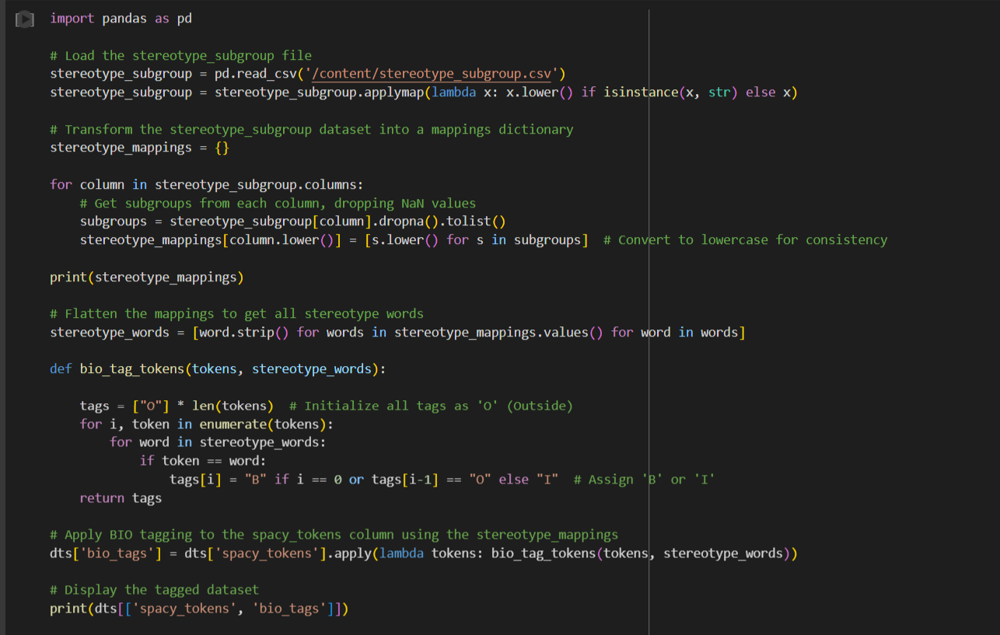 import pandas as pd
# Load the stereotype_subgroup file
stereotype_subgroup = pd.read_csv('/content/stereotype_subgroup.csv')
stereotype_subgroup = stereotype_subgroup.applymap(lambda x: x.lower() if isinstance(x, str) else x)
# Transform the stereotype_subgroup dataset into a mappings dictionary
stereotype_mappings = {}
for column in stereotype_subgroup.columns:
    # Get subgroups from each column, dropping NaN values
    subgroups = stereotype_subgroup[column].dropna().tolist()
    stereotype_mappings[column.lower()] = [s.lower() for s in subgroups]  # Convert to lowercase for consistency
print(stereotype_mappings)
# Flatten the mappings to get all stereotype words
stereotype_words = [word.strip() for words in stereotype_mappings.values() for word in words]
def bio_tag_tokens(tokens, stereotype_words):
    tags = ["O"] * len(tokens)  # Initialize all tags as 'O' (Outside)
    for i, token in enumerate(tokens):
        for word in stereotype_words:
            if token == word:
                tags[i] = "B" if i == 0 or tags[i-1] == "O" else "I"  # Assign 'B' or 'I'
    return tags
# Apply BIO tagging to the spacy_tokens column using the stereotype_mappings
dts['bio_tags'] = dts['spacy_tokens'].apply(lambda tokens: bio_tag_tokens(tokens, stereotype_words))
# Display the tagged dataset
print(dts[['spacy_tokens', 'bio_tags']])